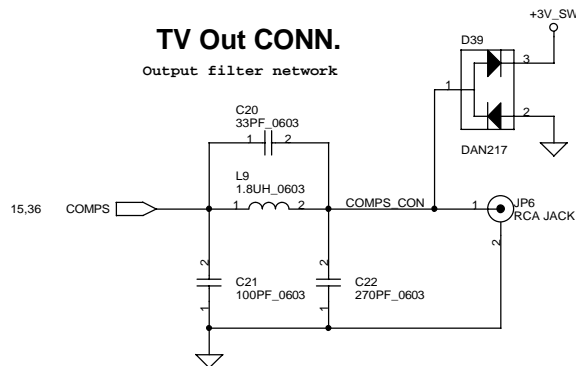 TV Out CONN.
Output filter network
+3V_SW
D39
3
1
2
DAN217
C20
33PF_0603
1 2
L9
1.8UH_0603
15,36 COMPS
1 2
COMPS_CON
1
JP6
RCA JACK
2
2
C21
100PF_0603
1
2
C22
270PF_0603
1